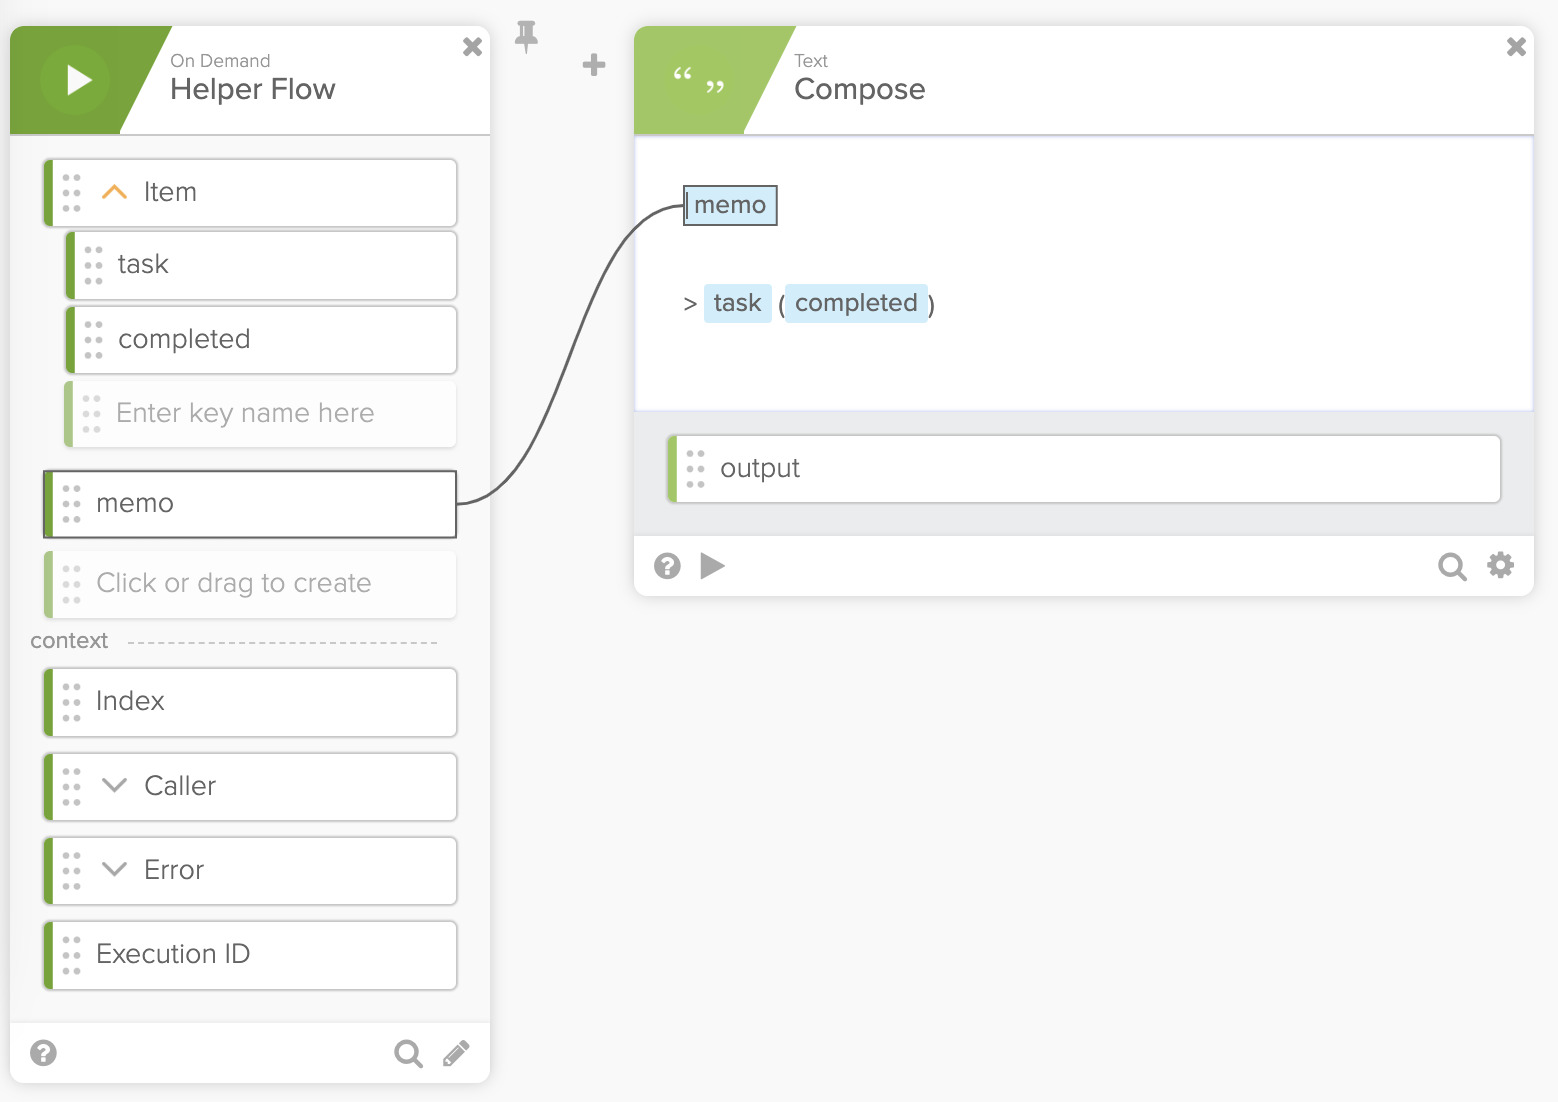 On Demand
Helper Flow
Item
task
completed
Enter key name here
memo
Click or drag to create
context
Index
Caller
Error
Execution ID
Text
“ ” Compose
memo
> task (completed)
output